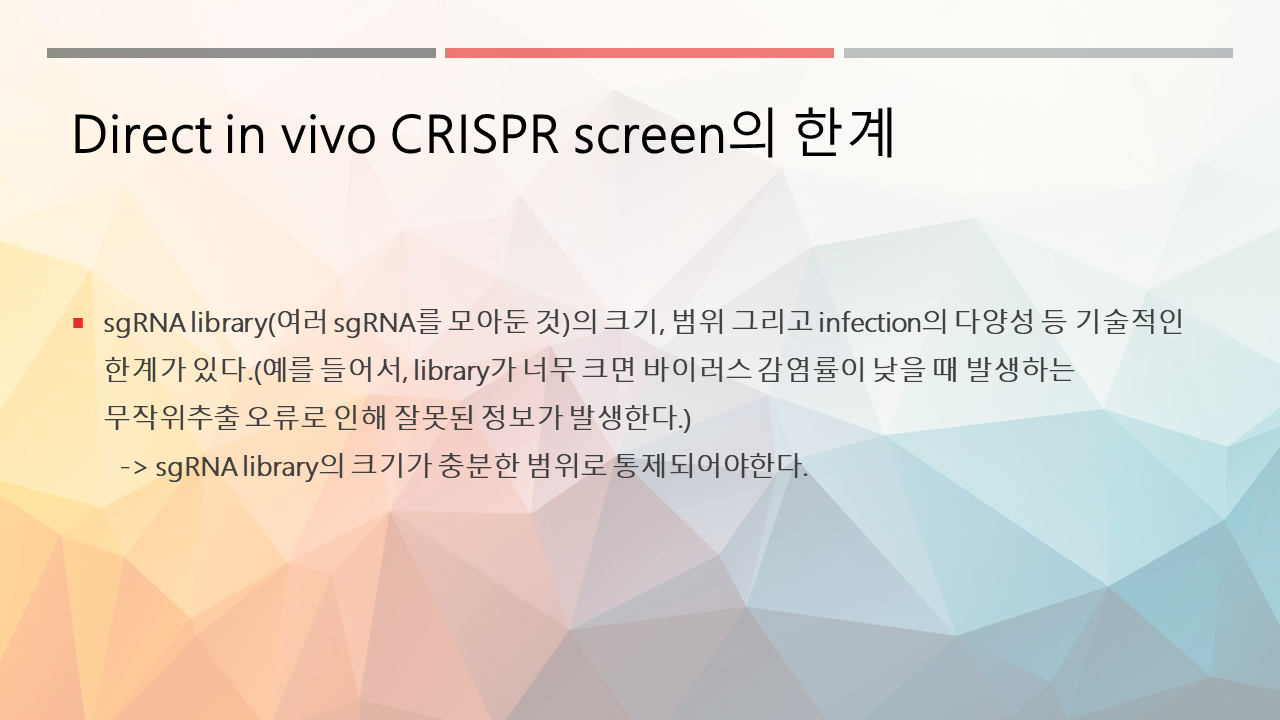 Direct in vivo CRISPR screen의 한계
sgRNA library(여러 sgRNA를 모아둔 것)의 크기, 범위 그리고 infection의 다양성 등 기술적인
한계가 있다.(예를 들어서, library가 너무 크면 바이러스 감염률이 낮을 때 발생하는
무작위추출 오류로 인해 잘못된 정보가 발생한다.)
-> sgRNA library의 크기가 충분한 범위로 통제되어야한다.